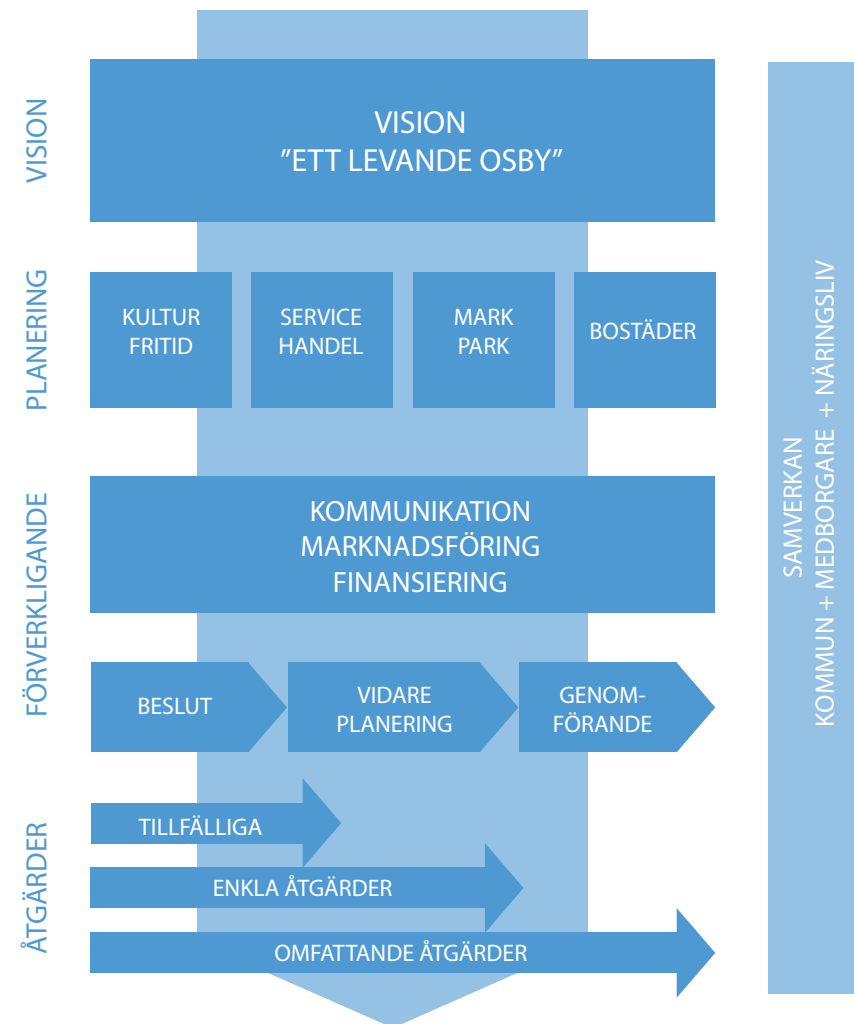 VISION
VISION
”ETT LEVANDE OSBY”
PLANERING
KULTUR
FRITID
SERVICE
HANDEL
MARK
PARK
BOSTÄDER
FÖRVERKLIGANDE
KOMMUNIKATION
MARKNADSFÖRING
FINANSIERING
BESLUT
VIDARE
PLANERING
GENOM-
FÖRANDE
ÅTGÄRDER
TILLFÄLLIGA
ENKLA ÅTGÄRDER
OMFATTANDE ÅTGÄRDER
SAMVERKAN
KOMMUN + MEDBORGARE + NÄRINGSLIV